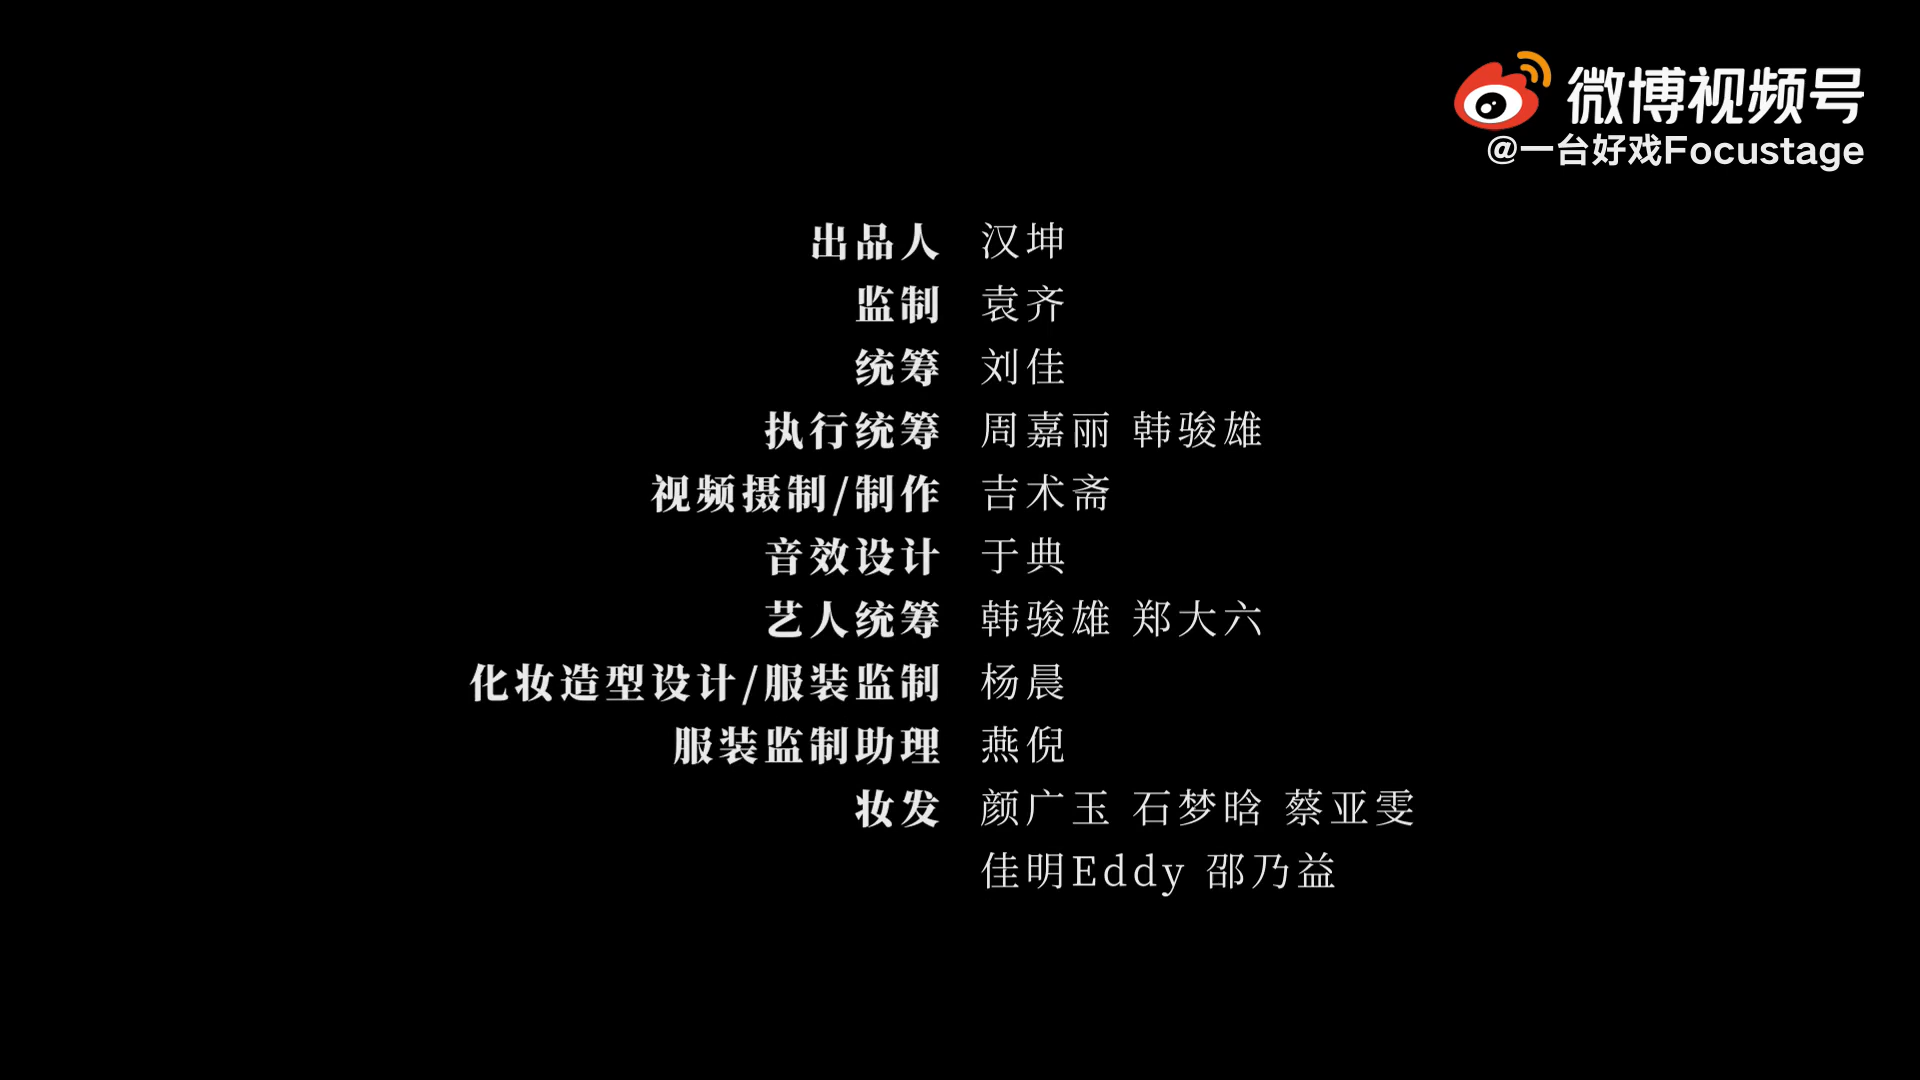 微博视频号
@一台好戏Focustage
出品人 汉坤
监制 袁齐
统筹 刘佳
执行统筹 周嘉丽 韩骏雄
视频摄制/制作 吉术斋
音效设计 于典
艺人统筹 韩骏雄 郑大六
化妆造型设计/服装监制 杨晨
服装监制助理 燕倪
妆发 颜广玉 石梦晗 蔡亚雯
佳明Eddy 邵乃益